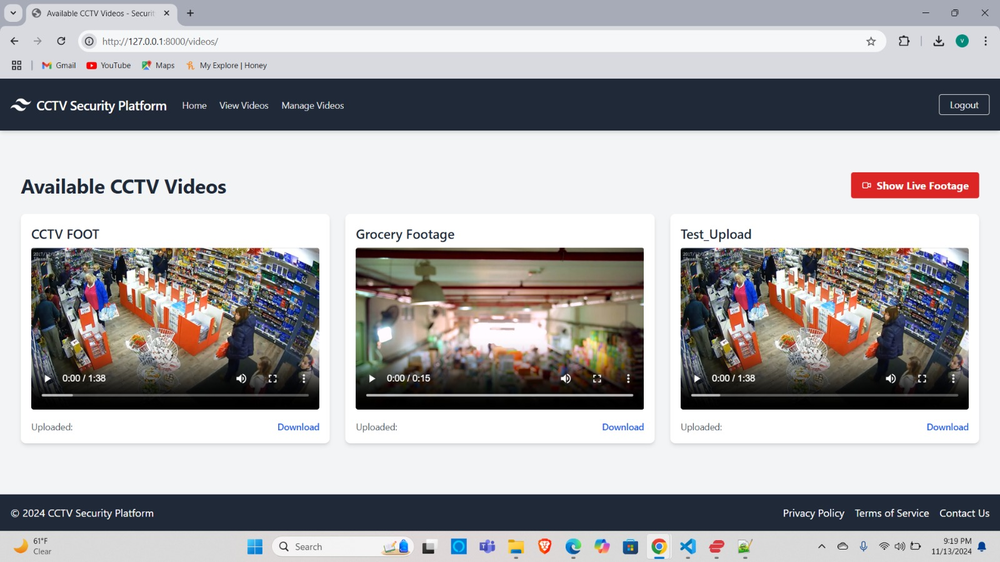 Available CCTV Videos - Securit
http://127.0.0.1:8000/videos/
V
Gmail
YouTube
Maps
My Explore | Honey
CCTV Security Platform
Home
View Videos
Manage Videos
Logout
Available CCTV Videos
Show Live Footage
CCTV FOOT
0:00 / 1:38
Uploaded:
Download
Grocery Footage
0:00 / 0:15
Uploaded:
Download
Test_Upload
0:00 / 1:38
Uploaded:
Download
© 2024 CCTV Security Platform
Privacy Policy
Terms of Service
Contact Us
61°F
Clear
Search
9:19 PM
11/13/2024